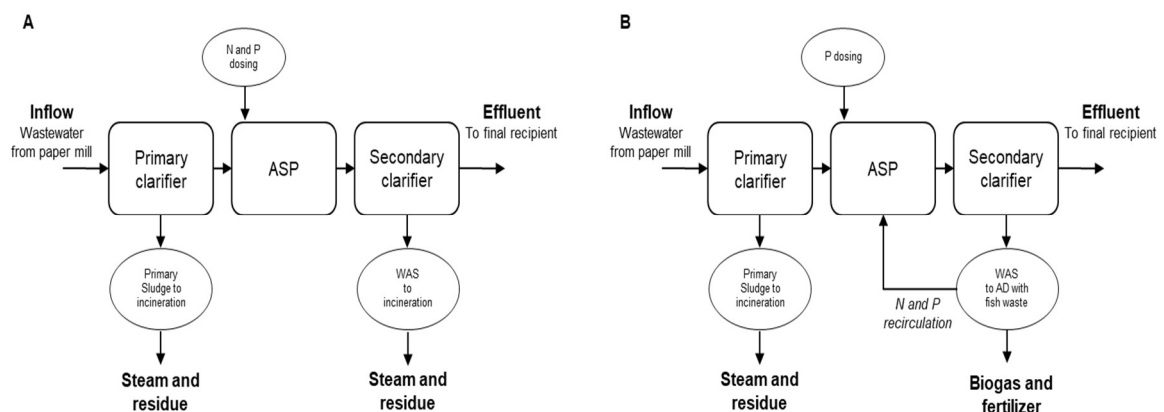 A
N and P
dosing
Inflow
Wastewater
from paper mill
Effluent
To final recipient
Primary
clarifier
ASP
Secondary
clarifier
Primary
Sludge to
incineration
WAS
to
incineration
Steam and
residue
Steam and
residue
B
P dosing
Inflow
Wastewater
from paper mill
Effluent
To final recipient
Primary
clarifier
ASP
Secondary
clarifier
Primary
Sludge to
incineration
N and P
recirculation
WAS
to AD with
fish waste
Steam and
residue
Biogas and
fertilizer